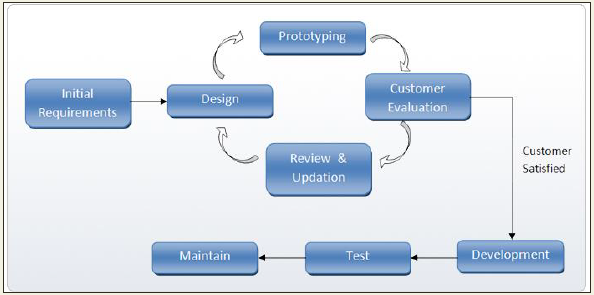 Prototyping
Initial
Requirements
Design
Customer
Evaluation
Review &
Updation
Customer
Satisfied
Maintain
Test
Development